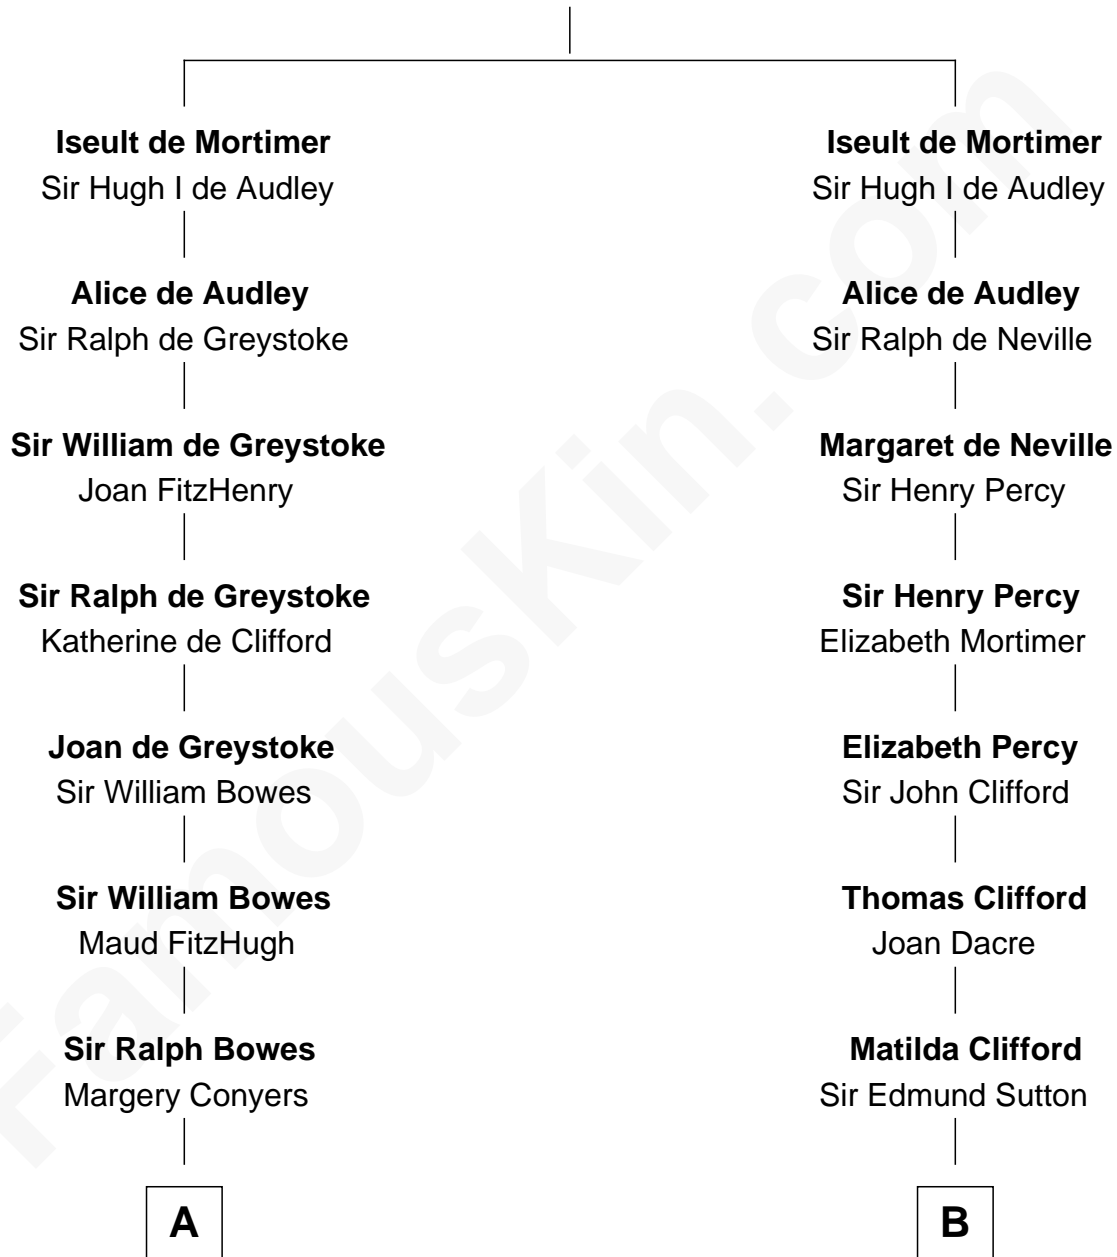 Iseult de Mortimer
Sir Hugh I de Audley
Alice de Audley
Sir Ralph de Greystoke
Sir William de Greystoke
Joan FitzHenry
Sir Ralph de Greystoke
Katherine de Clifford
Joan de Greystoke
Sir William Bowes
Sir William Bowes
Maud FitzHugh
Sir Ralph Bowes
Margery Conyers
A
Iseult de Mortimer
Sir Hugh I de Audley
Alice de Audley
Sir Ralph de Neville
Margaret de Neville
Sir Henry Percy
Sir Henry Percy
Elizabeth Mortimer
Elizabeth Percy
Sir John Clifford
Thomas Clifford
Joan Dacre
Matilda Clifford
Sir Edmund Sutton
B
FamousKin.com